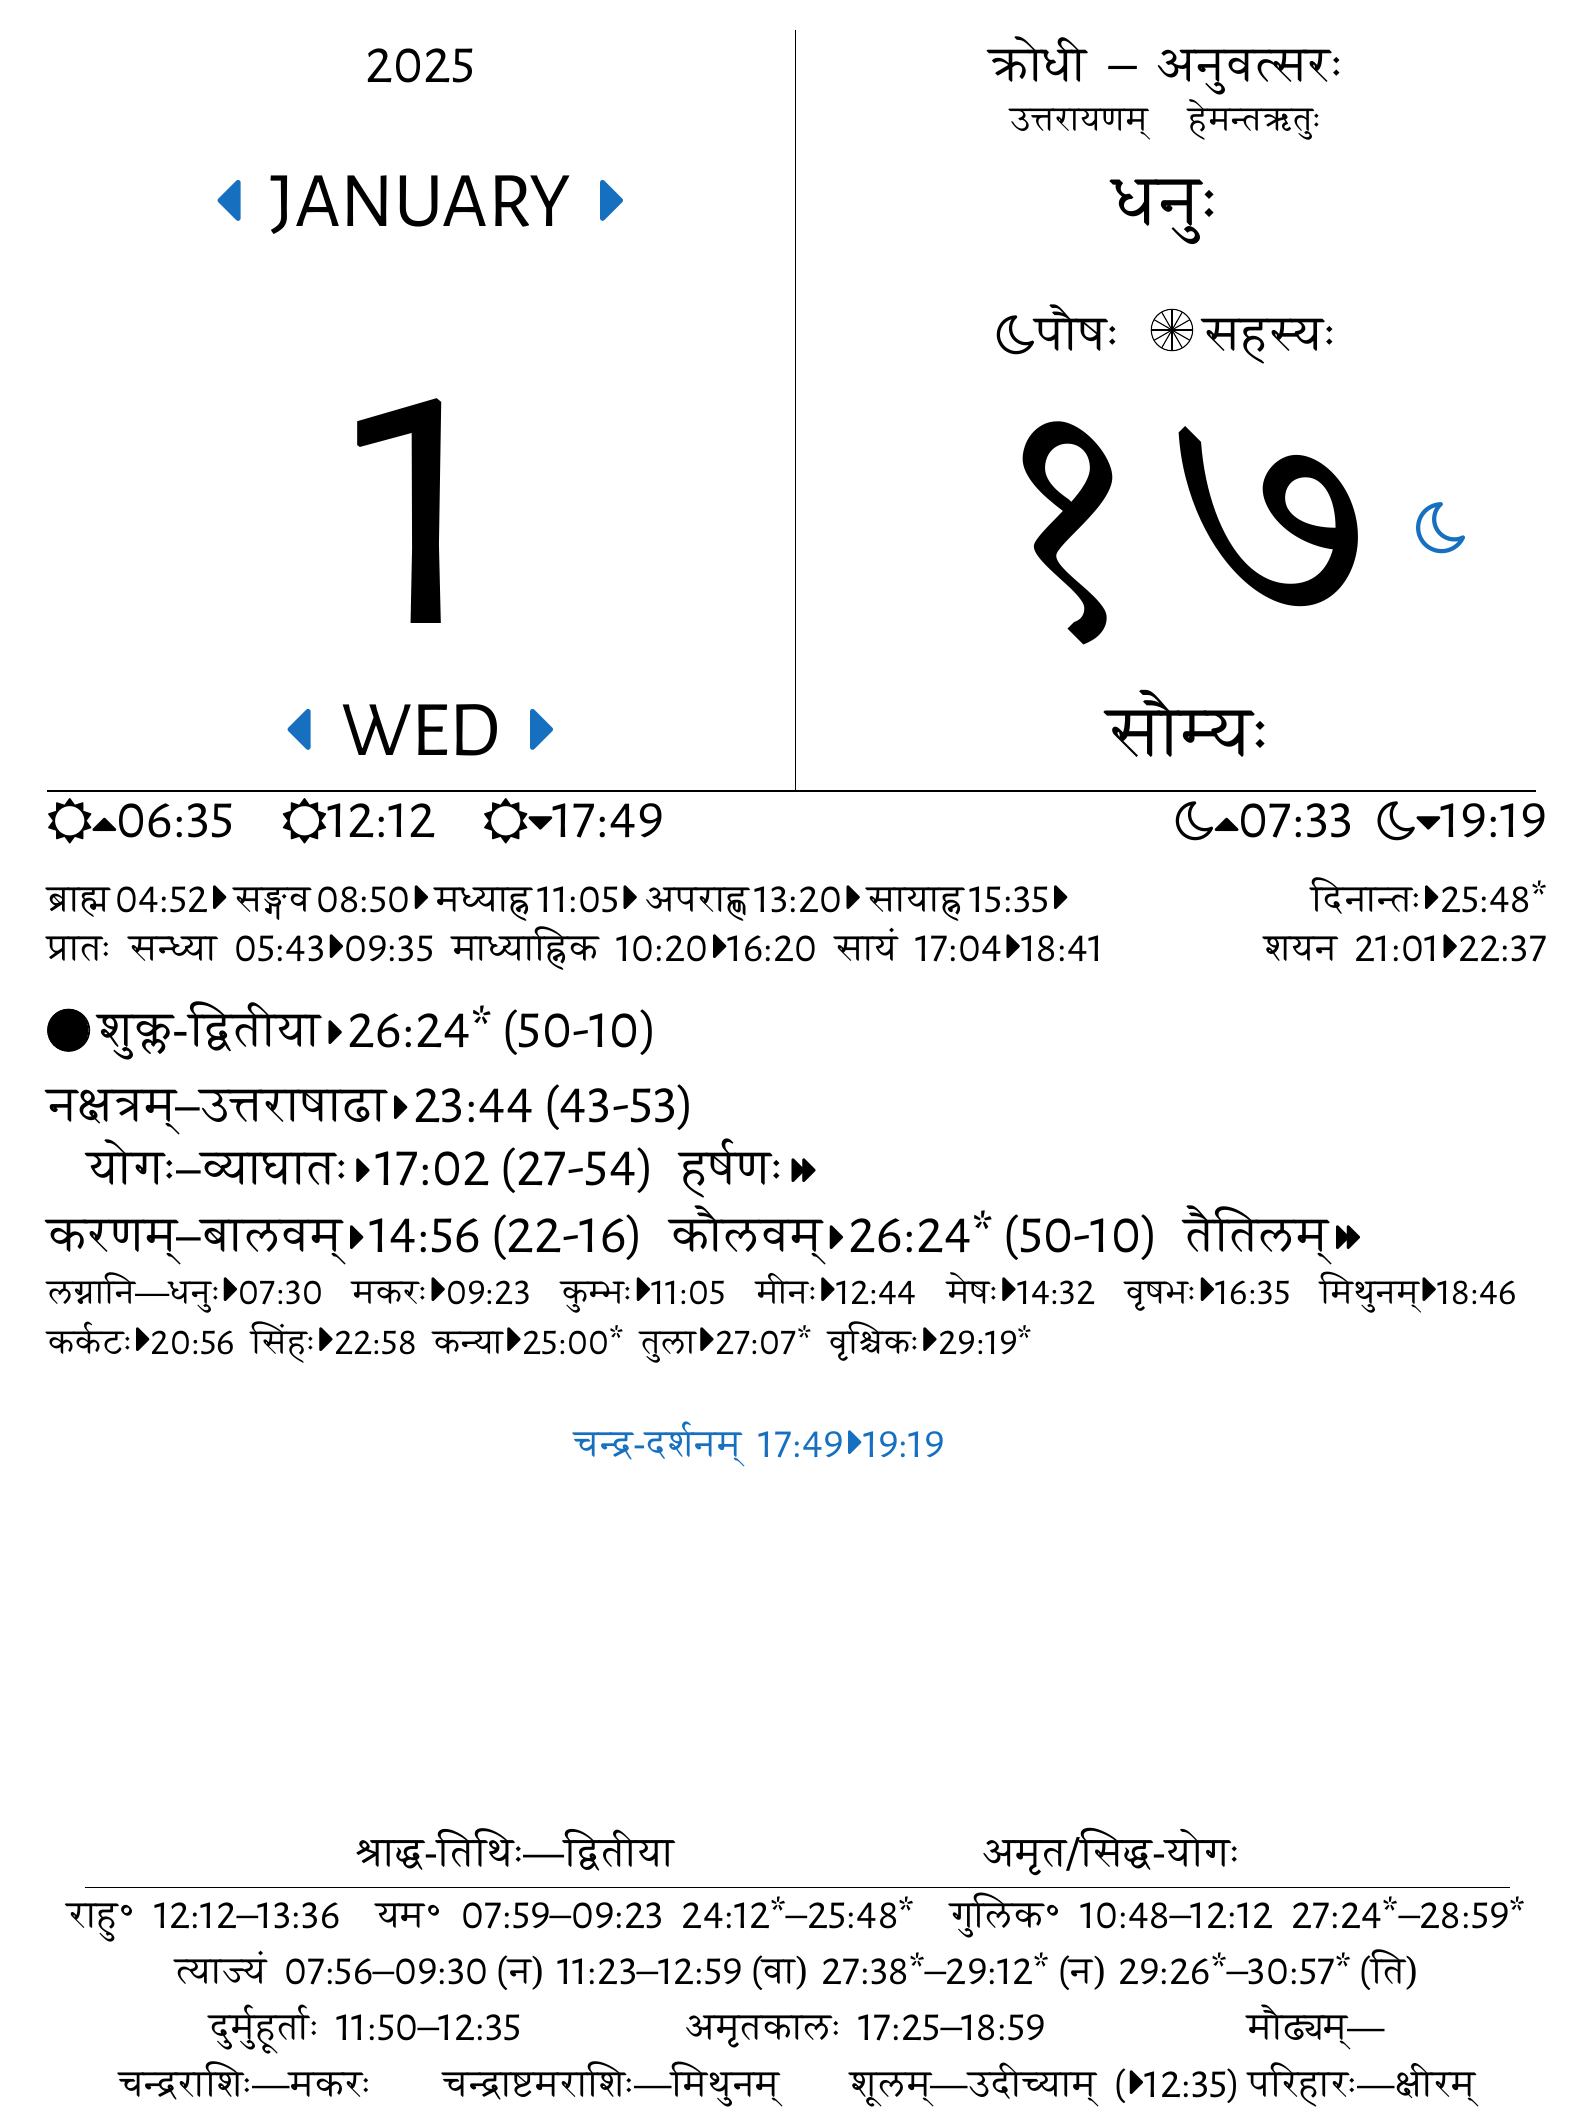 2025
JANUARY
1
WED
क्रोधी – अनुवत्सरः
उत्तरायणम् हेमन्तऋतुः
धनुः
पौषः सहस्यः
१७
सौम्यः
06:35 12:12 17:49 07:33 19:19
ब्राह्म 04:52 सङ्गव 08:50 मध्याह्न 11:05 अपराह्ण 13:20 सायाह्न 15:35 दिनान्तः 25:48*
प्रातः सन्ध्या 05:43 09:35 माध्याह्निक 10:20 16:20 सायं 17:04 18:41 शयन 21:01 22:37
शुक्ल-द्वितीया 26:24* (50-10)
नक्षत्रम्–उत्तराषाढा 23:44 (43-53)
योगः–व्याघातः 17:02 (27-54) हर्षणः
करणम्–बालवम् 14:56 (22-16) कौलवम् 26:24* (50-10) तैतिलम्
लग्नानि—धनुः 07:30 मकरः 09:23 कुम्भः 11:05 मीनः 12:44 मेषः 14:32 वृषभः 16:35 मिथुनम् 18:46
कर्कटः 20:56 सिंहः 22:58 कन्या 25:00* तुला 27:07* वृश्चिकः 29:19*
चन्द्र-दर्शनम् 17:49 19:19
श्राद्ध-तिथिः—द्वितीया अमृत/सिद्ध-योगः
राहु° 12:12–13:36 यम° 07:59–09:23 24:12*–25:48* गुलिक° 10:48–12:12 27:24*–28:59*
त्याज्यं 07:56–09:30 (न) 11:23–12:59 (वा) 27:38*–29:12* (न) 29:26*–30:57* (ति)
दुर्मुहूर्ताः 11:50–12:35 अमृतकालः 17:25–18:59 मौढ्यम्—
चन्द्रराशिः—मकरः चन्द्राष्टमराशिः—मिथुनम् शूलम्—उदीच्याम् (12:35) परिहारः—क्षीरम्